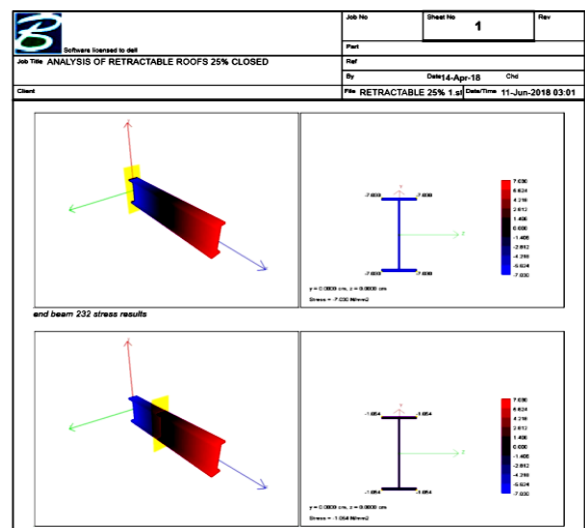 Job No
Sheet No
1
Rev
Software licensed to dell
Part
Job Title ANALYSIS OF RETRACTABLE ROOFS 25% CLOSED
Ref
By
Date14-Apr-18
Chd
Client
File RETRACTABLE 25% 1.st
Date/Time 11-Jun-2018 03:01
7.030
5.624
4.218
2.812
1.406
0.000
-1.406
-2.812
-4.218
-5.624
-7.030
-7.030 -7.030
-7.030 -7.030
y = 0.0000 cm, z = 0.0000 cm
Stress = -7.030 N/mm2
end beam 232 stress results
7.030
5.624
4.218
2.812
1.406
0.000
-1.406
-2.812
-4.218
-5.624
-7.030
-1.054 -1.054
-1.054 -1.054
y = 0.0000 cm, z = 0.0000 cm
Stress = -1.054 N/mm2